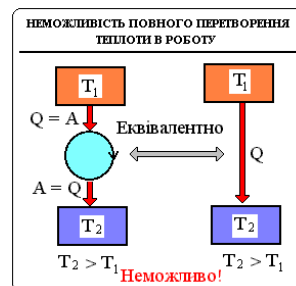 НЕМОЖЛИВІСТЬ ПОВНОГО ПЕРЕТВОРЕННЯ
ТЕПЛОТИ В РОБОТУ
T1
T1
Q = A
Еквівалентно
Q
A = Q
T2
T2
T2 > T1
T2 > T1
Неможливо!